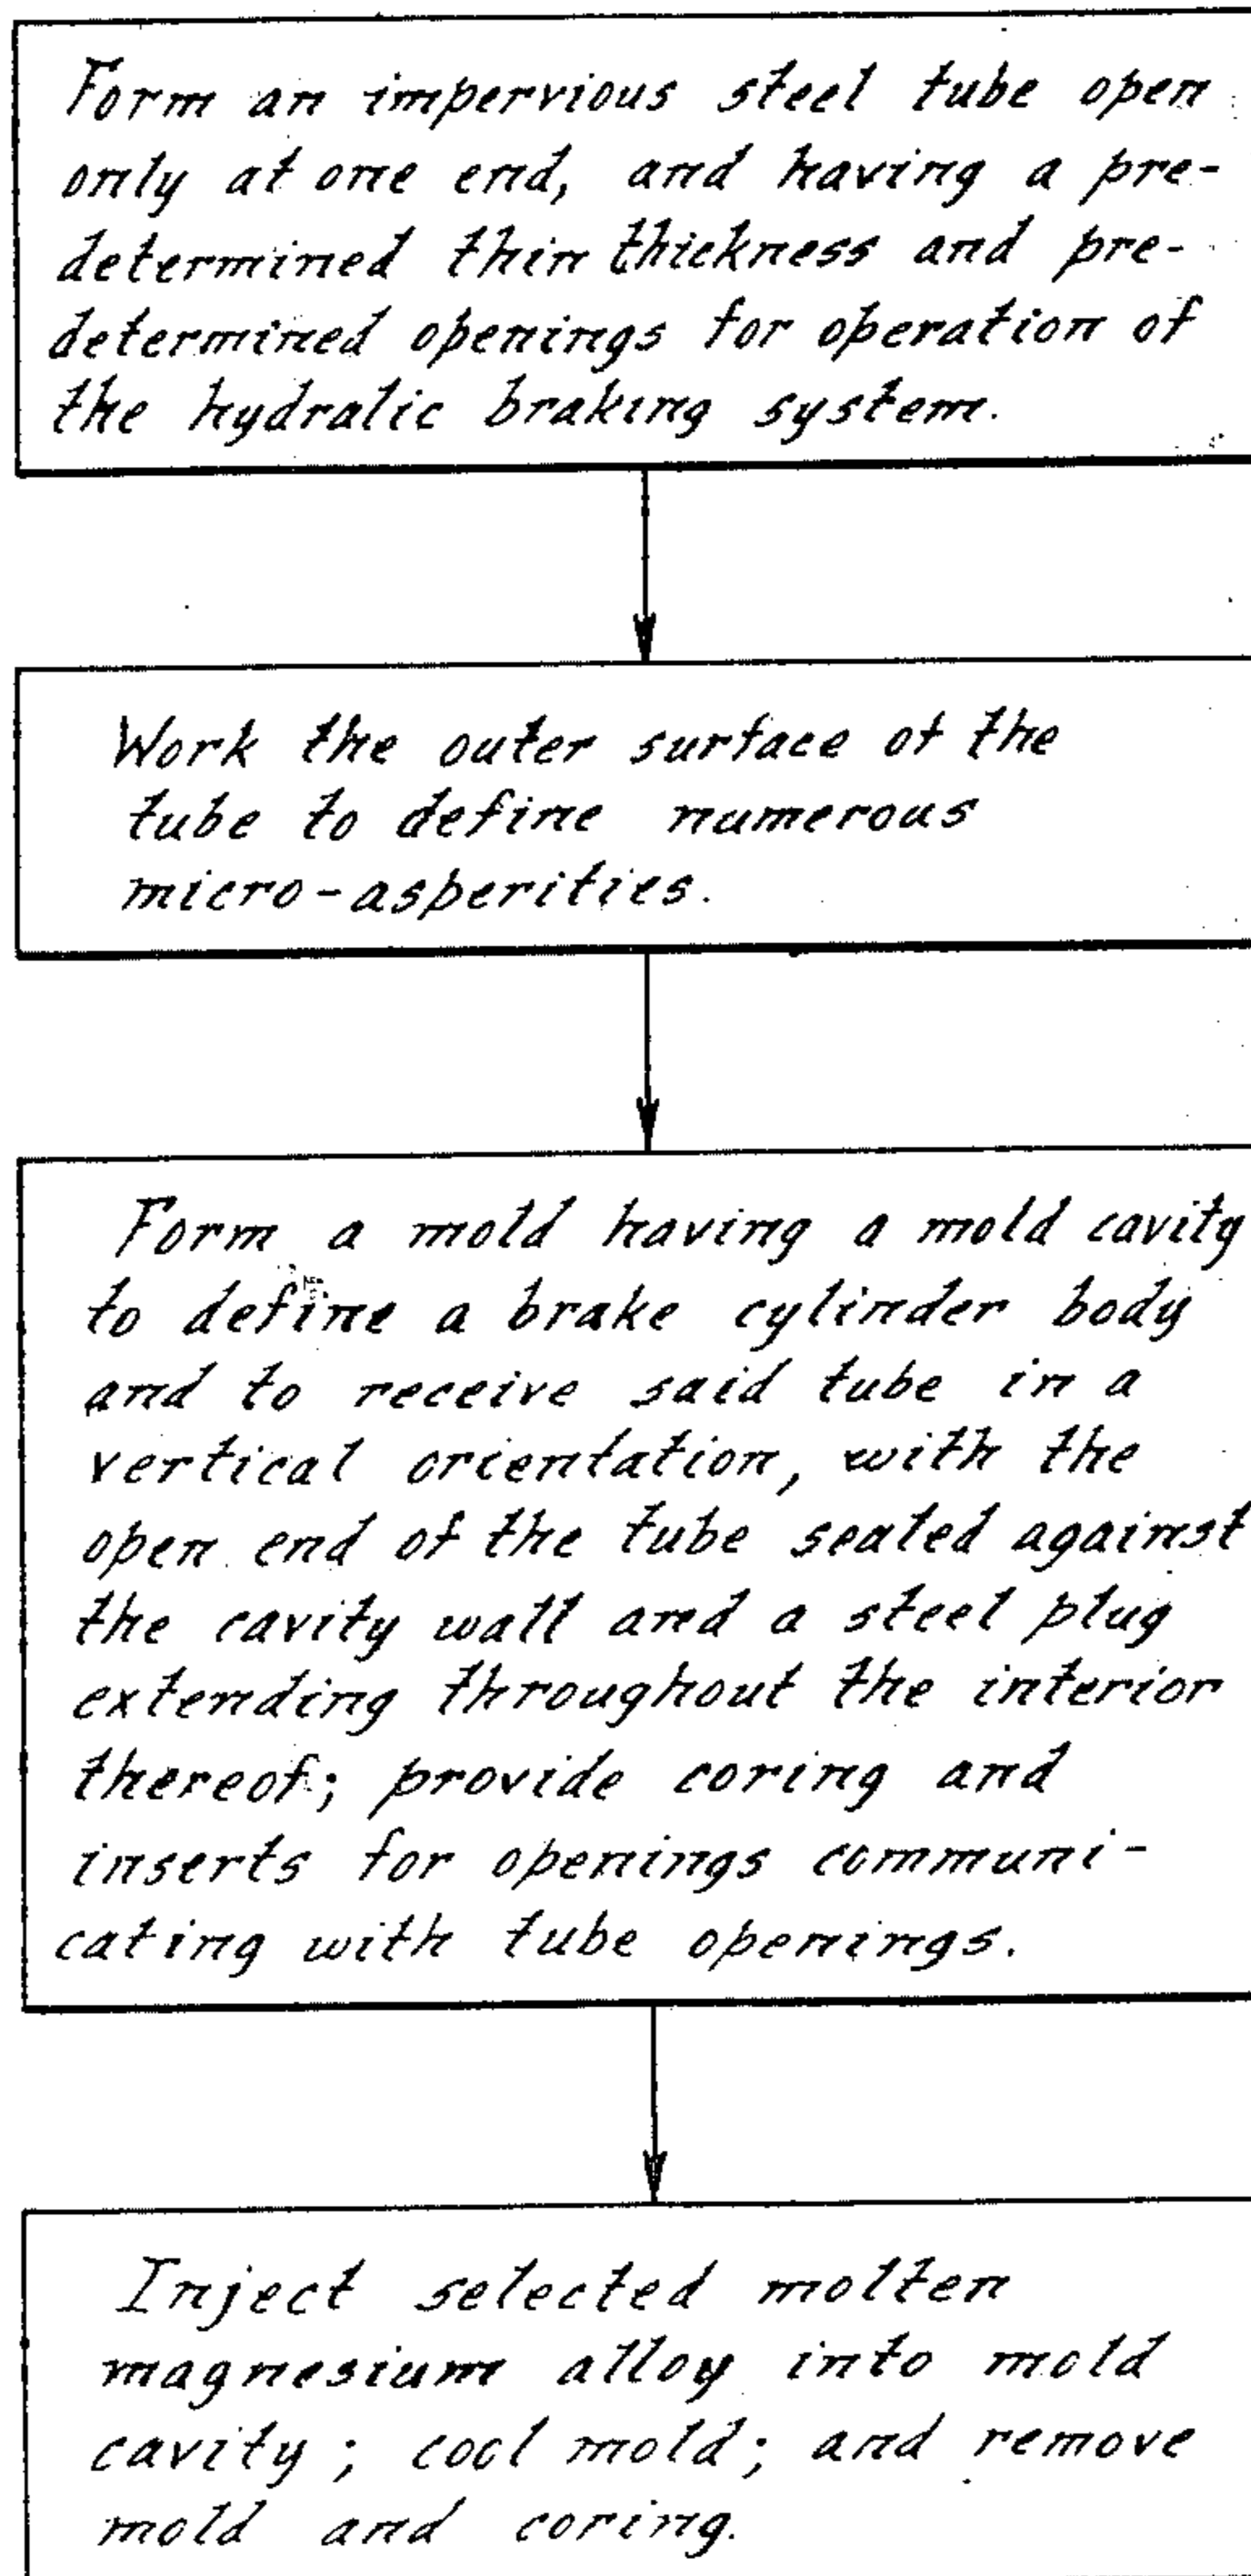 Form an impervious steel tube open
only at one end, and having a pre-
determined thin thickness and pre-
determined openings for operation of
the hydralic braking system.
Work the outer surface of the
tube to define numerous
micro-asperities.
Form a mold having a mold cavity
to define a brake cylinder body
and to receive said tube in a
vertical orientation, with the
open end of the tube sealed against
the cavity wall and a steel plug
extending throughout the interior
thereof; provide coring and
inserts for openings communi-
cating with tube openings.
Inject selected molten
magnesium alloy into mold
cavity; cool mold; and remove
mold and coring.